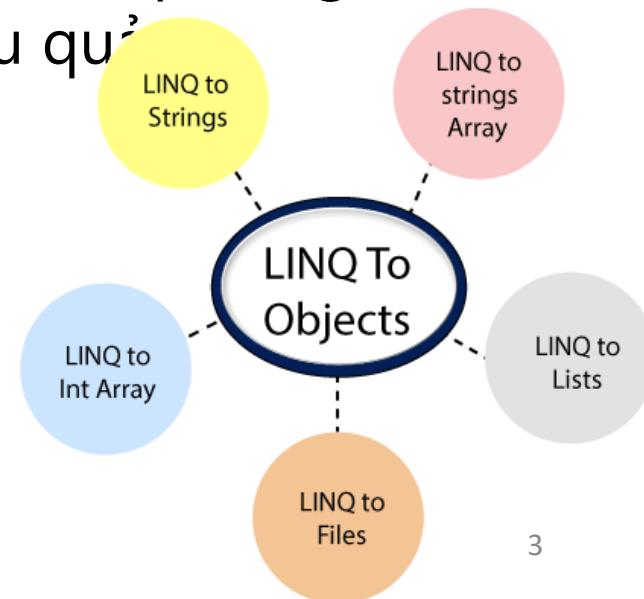 u quả
LINQ to
Strings
LINQ to
strings
Array
LINQ To
Objects
LINQ to
Int Array
LINQ to
Lists
LINQ to
Files
3